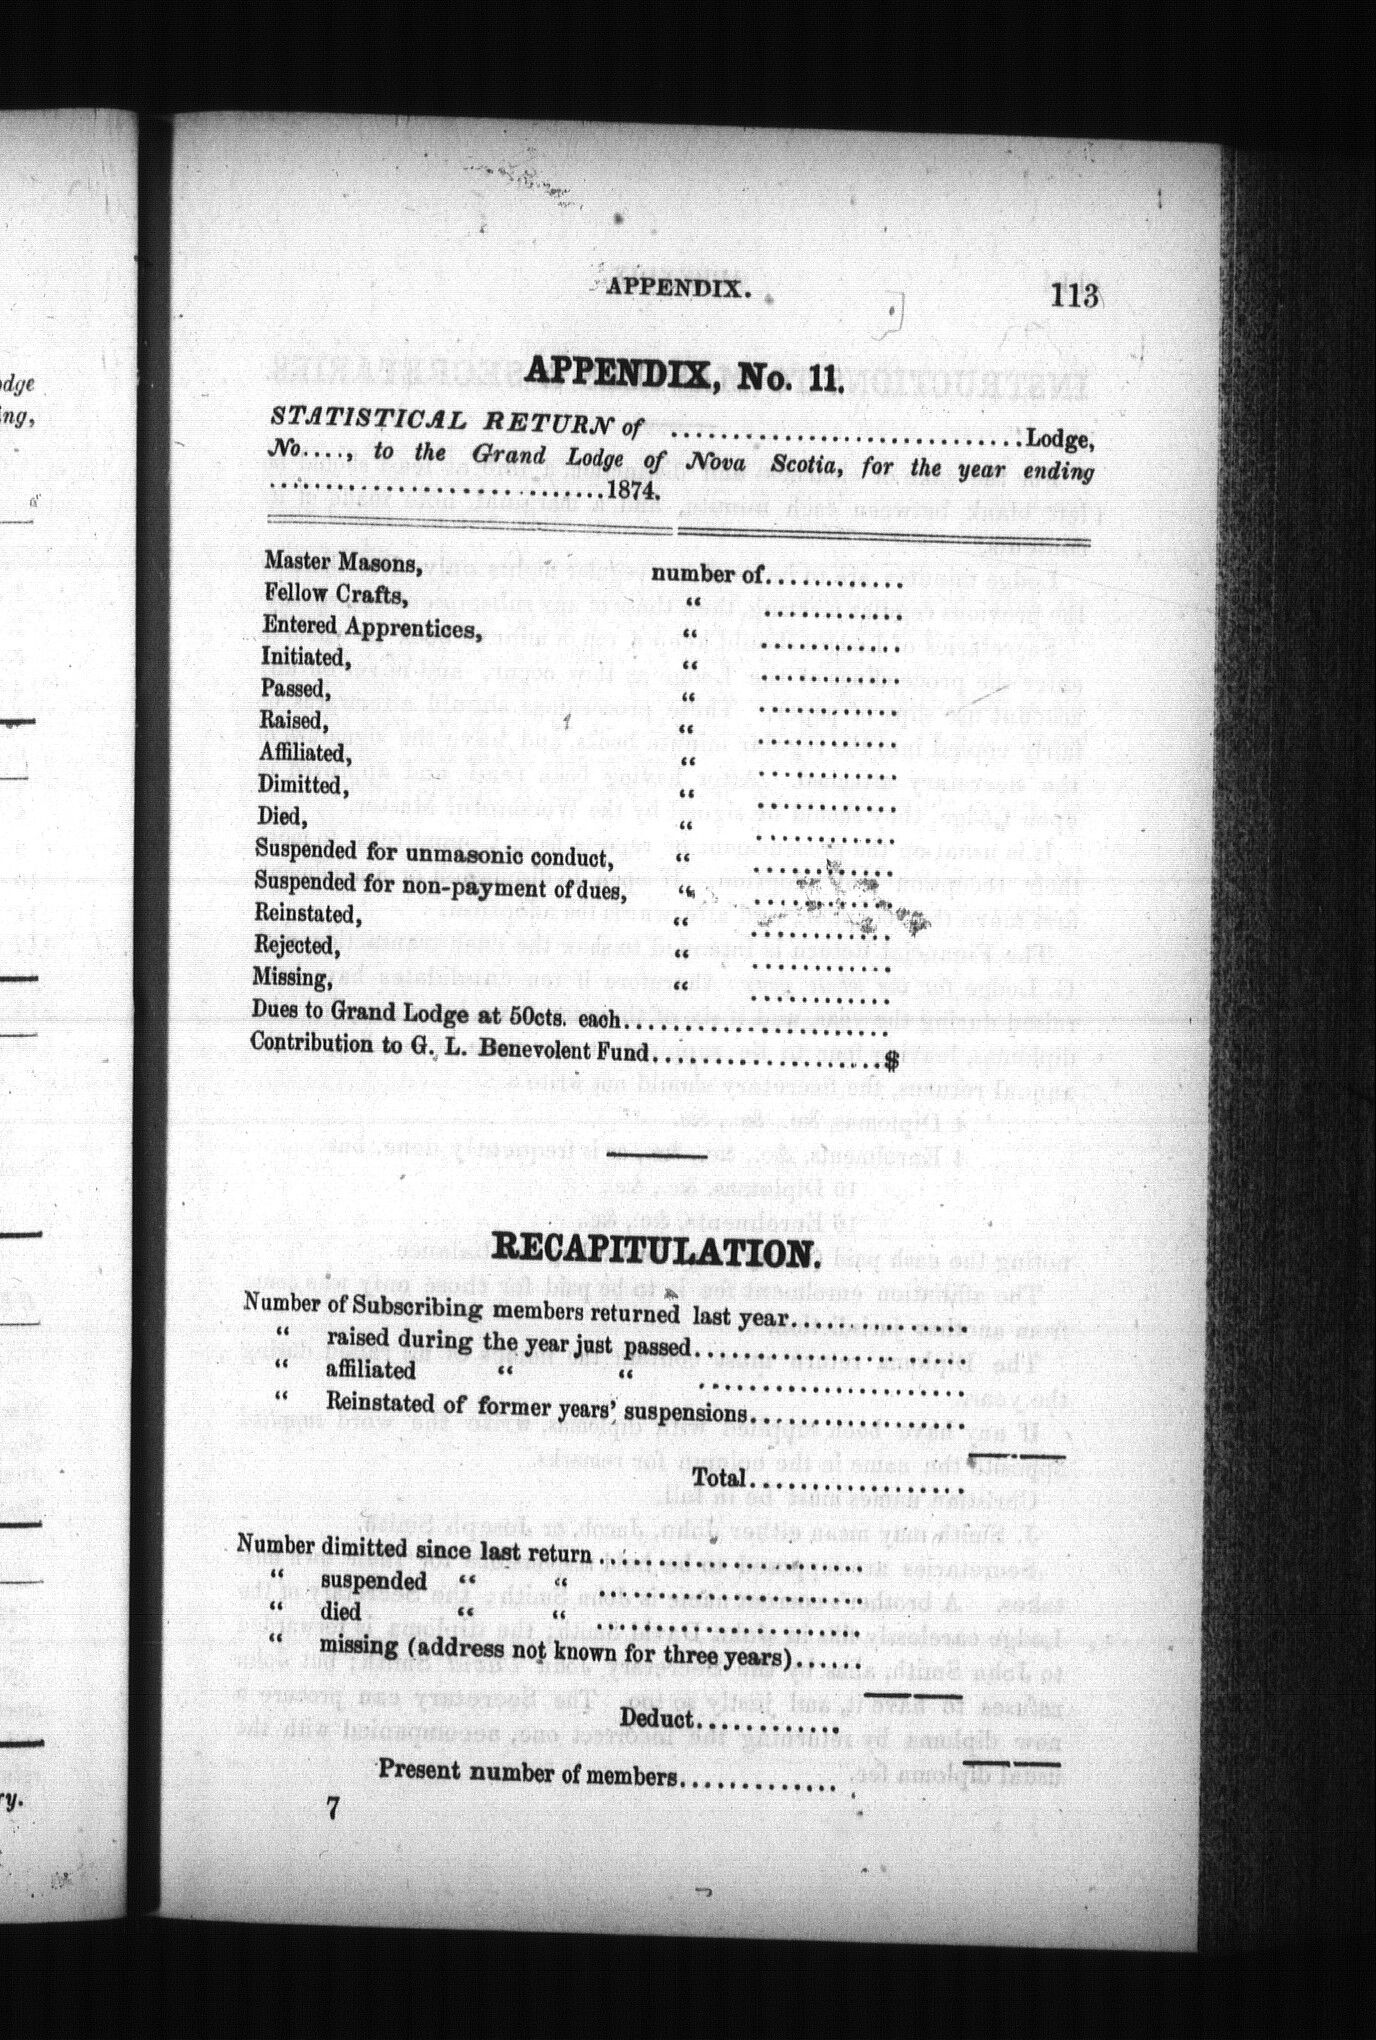 APPENDIX. 113
APPENDIX, No. 11.
STATISTICAL RETURN of ............................Lodge,
No...., to the Grand Lodge of Nova Scotia, for the year ending
............................1874.
Master Masons, number of............
Fellow Crafts, “ ............
Entered Apprentices, “ ............
Initiated, “ ............
Passed, “ ............
Raised, “ ............
Affiliated, “ ............
Dimitted, “ ............
Died, “ ............
Suspended for unmasonic conduct, “ ............
Suspended for non-payment of dues, “ ............
Reinstated, “ ............
Rejected, “ ............
Missing, “ ............
Dues to Grand Lodge at 50cts. each......................
Contribution to G. L. Benevolent Fund...................$
RECAPITULATION.
Number of Subscribing members returned last year...............
“ raised during the year just passed.......................
“ affiliated “ “ ......................
“ Reinstated of former years’ suspensions..................
Total..................
Number dimitted since last return ......................
“ suspended “ “ ......................
“ died “ “ ......................
“ missing (address not known for three years)......
Deduct............
Present number of members.............
7
odge
ing,
ry.